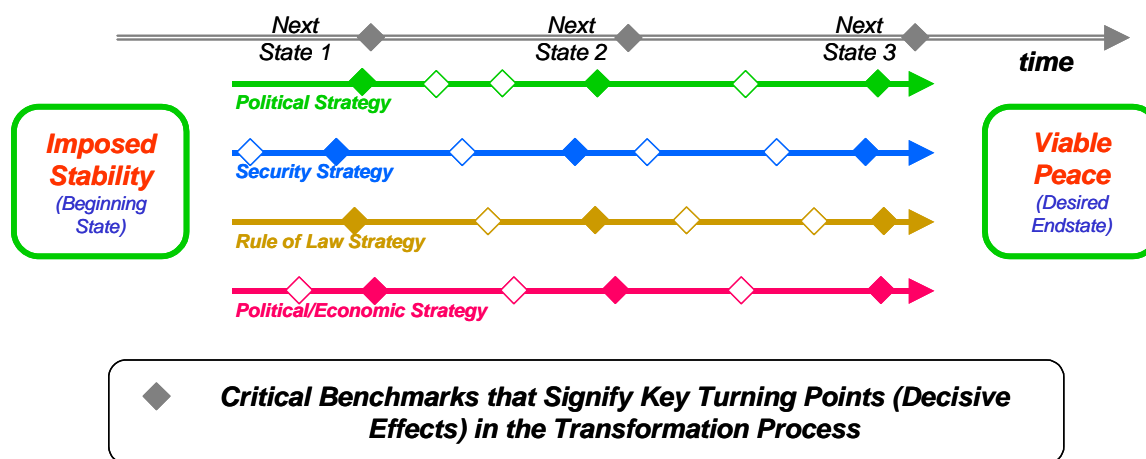 Next
State 1
Next
State 2
Next
State 3
time
Political Strategy
Imposed
Stability
(Beginning
State)
Security Strategy
Viable
Peace
(Desired
Endstate)
Rule of Law Strategy
Political/Economic Strategy
Critical Benchmarks that Signify Key Turning Points (Decisive
Effects) in the Transformation Process